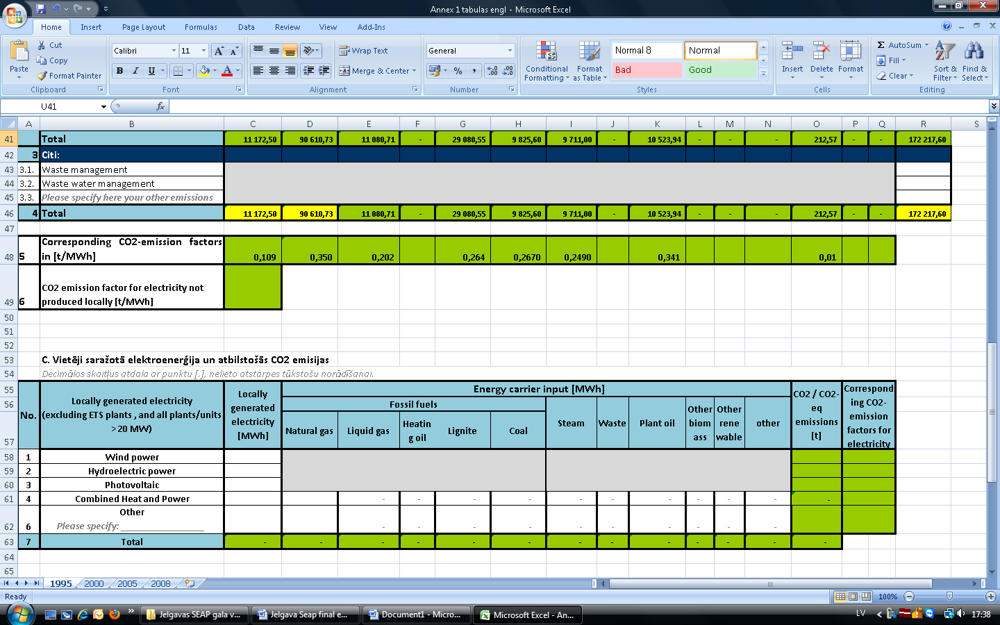 Annex 1 tabulas engl - Microsoft Excel
Home Insert Page Layout Formulas Data Review View Add-Ins
Paste Cut Copy Format Painter
Calibri 11
B I U A A A
Wrap Text
Merge & Center
General
%
Conditional Formatting
Format as Table
Normal 8 Normal
Bad Good
Insert Delete Format
AutoSum
Fill
Clear
Sort & Filter
Find & Select
Clipboard Font Alignment Number Styles Cells Editing
U41 fx
A B C D E F G H I J K L M N O P Q R S
41 Total 11 172,50 90 610,73 11 080,71 - 29 080,55 9 825,60 9 711,00 - 10 523,94 - - - 212,57 - - 172 217,60
42 3 Citi:
43 3.1. Waste management
44 3.2. Waste water management
45 3.3. Please specify here your other emissions
46 4 Total 11 172,50 90 610,73 11 080,71 - 29 080,55 9 825,60 9 711,00 - 10 523,94 - - - 212,57 - - 172 217,60
47
Corresponding CO2-emission factors
48 5 in [t/MWh] 0,109 0,350 0,202 0,264 0,2670 0,2490 0,341 0,01
CO2 emission factor for electricity not
49 6 produced locally [t/MWh]
50
51
52
53 C. Vietēji saražotā elektroenerģija un atbilstošās CO2 emisijas
54 Decimālos skaitļus atdala ar punktu [.], nelieto atstarpes tūkstošu norādīšanai.
55 No.
56
57
Locally generated electricity
(excluding ETS plants , and all plants/units
>20 MW)
Locally
generated
electricity
[MWh]
Energy carrier input [MWh]
Fossil fuels
Natural gas Liquid gas Heatin g oil Lignite Coal
Steam Waste Plant oil Other biom ass Other rene wable other
CO2 / CO2-
eq
emissions
[t]
Correspond
ing CO2-
emission
factors for
electricity
58 1 Wind power
59 2 Hydroelectric power
60 3 Photovoltaic
61 4 Combined Heat and Power - - - - - - - - - - -
Other
62 6 Please specify: ________________ - - - - - - - - - -
63 7 Total - - - - - - - - - - - - -
64
65
1995 2000 2005 2008
Ready 100%
Jelgavas SEAP gala v... Jelgava Seap final e... Document1 - Micro... Microsoft Excel - An... LV 17:38